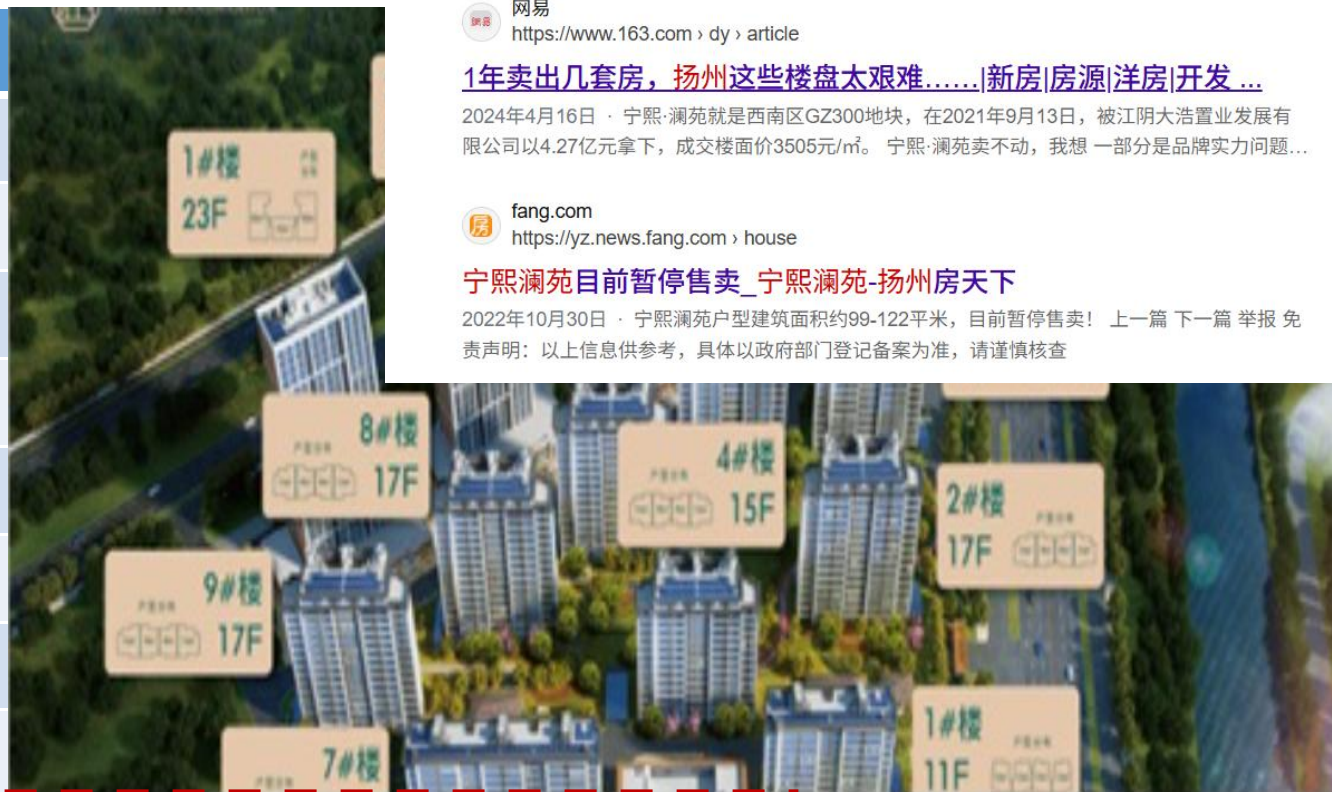 网易
https://www.163.com › dy › article
1年卖出几套房，扬州这些楼盘太艰难……|新房|房源|洋房|开发 ...
2024年4月16日 · 宁熙·澜苑就是西南区GZ300地块，在2021年9月13日，被江阴大浩置业发展有
限公司以4.27亿元拿下，成交楼面价3505元/㎡。 宁熙·澜苑卖不动，我想 一部分是品牌实力问题…
fang.com
https://yz.news.fang.com › house
宁熙澜苑目前暂停售卖_宁熙澜苑-扬州房天下
2022年10月30日 · 宁熙澜苑户型建筑面积约99-122平米，目前暂停售卖！ 上一篇 下一篇 举报 免
责声明：以上信息供参考，具体以政府部门登记备案为准，请谨慎核查
1#楼
23F
8#楼
17F
4#楼
15F
2#楼
17F
9#楼
17F
7#楼
1#楼
11F